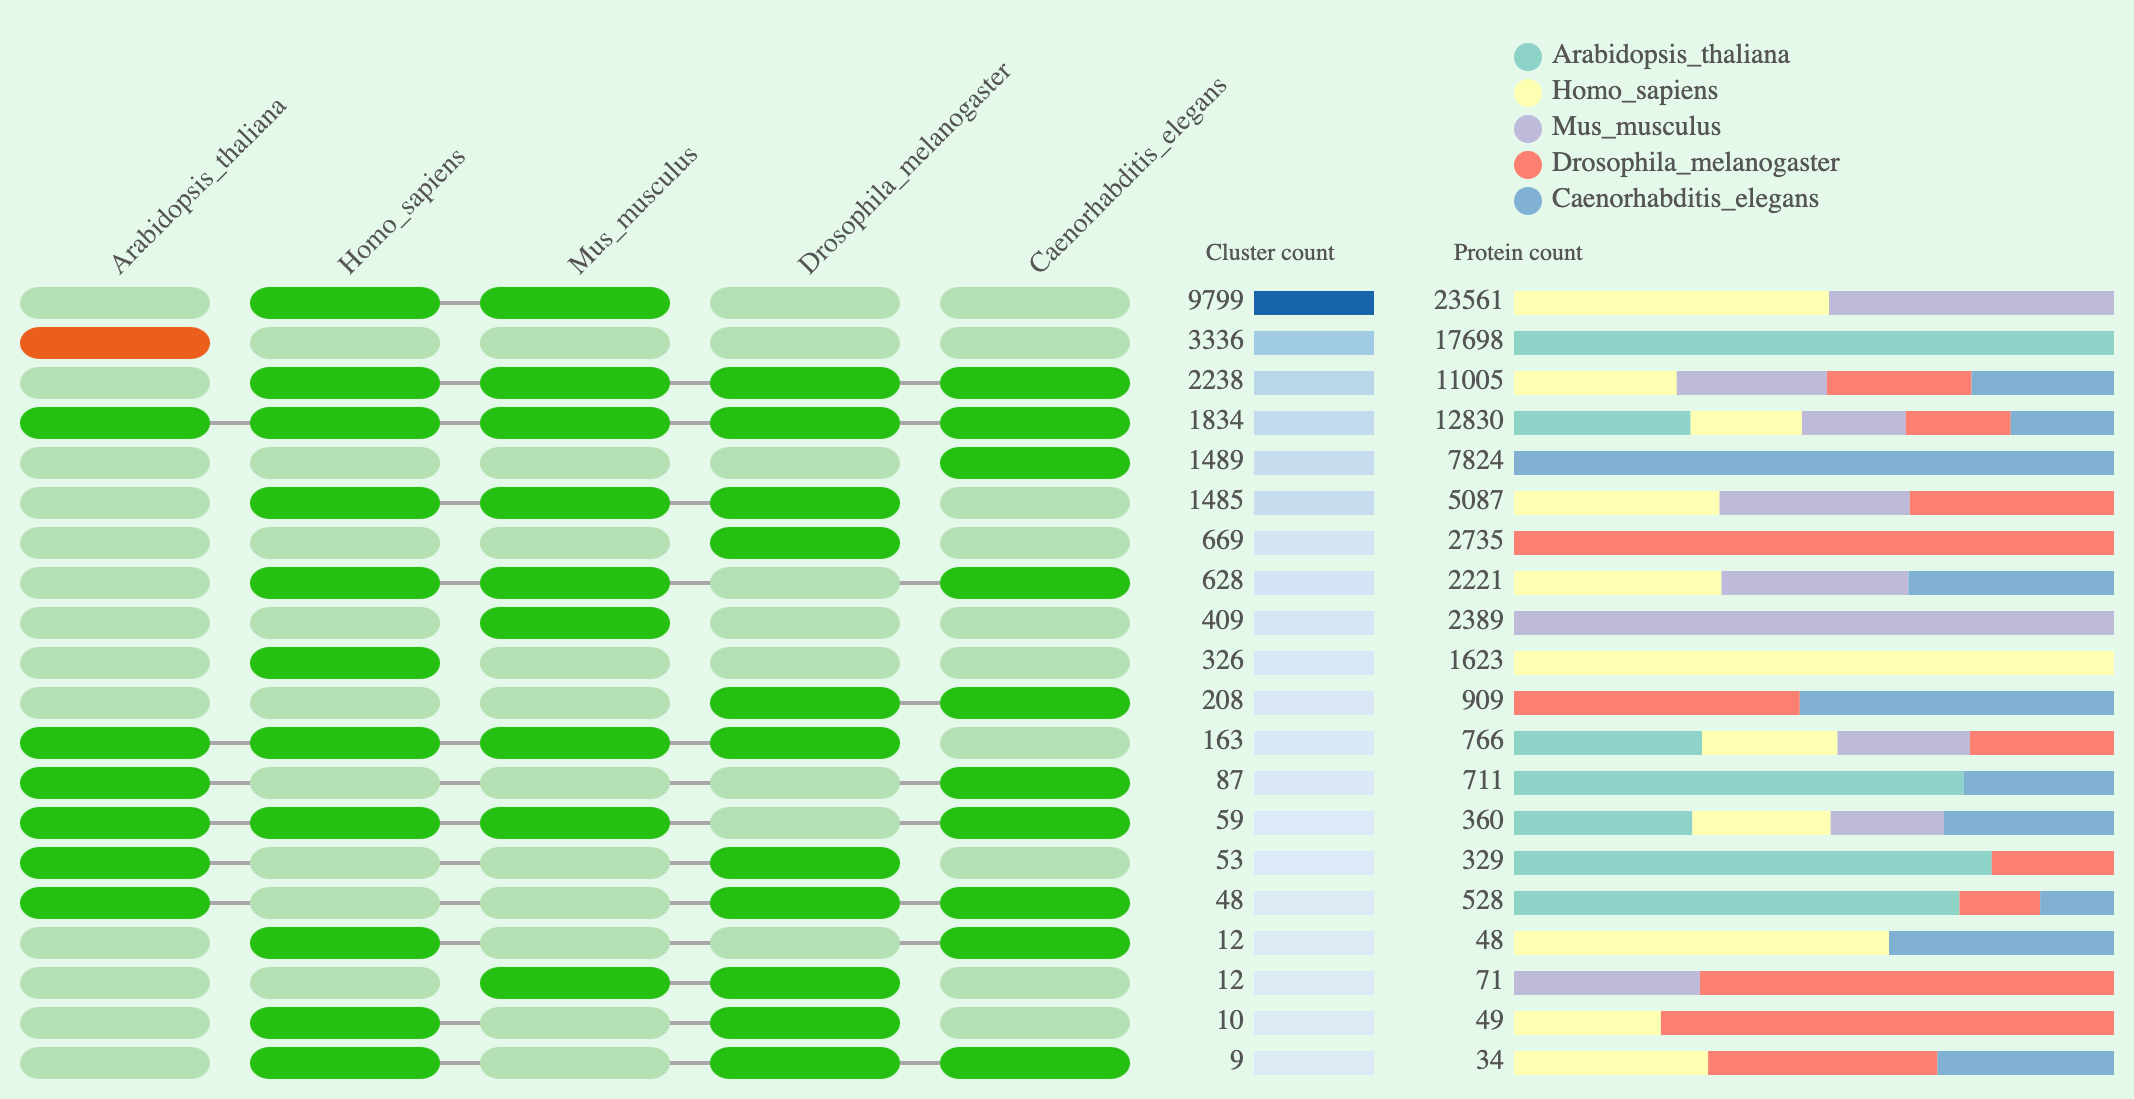 Arabidopsis_thaliana
Homo_sapiens
Mus_musculus
Drosophila_melanogaster
Caenorhabditis_elegans
Arabidopsis_thaliana
Homo_sapiens
Mus_musculus
Drosophila_melanogaster
Caenorhabditis_elegans
Cluster count Protein count
9799 23561
3336 17698
2238 11005
1834 12830
1489 7824
1485 5087
669 2735
628 2221
409 2389
326 1623
208 909
163 766
87 711
59 360
53 329
48 528
12 48
12 71
10 49
9 34